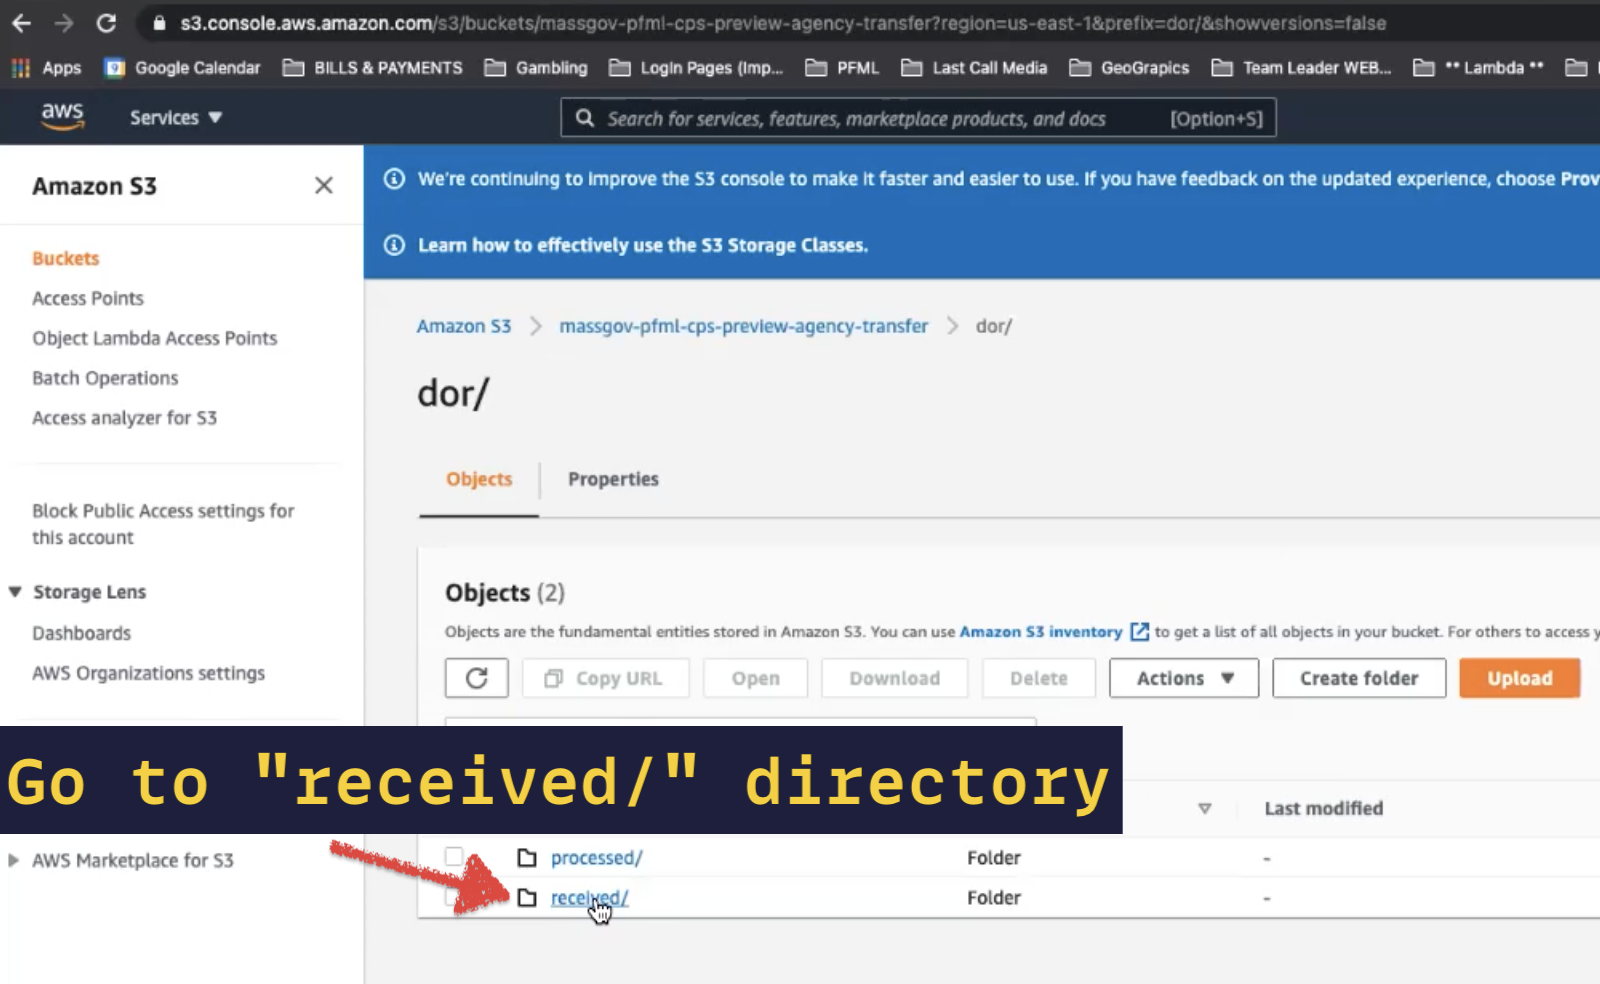 s3.console.aws.amazon.com/s3/buckets/massgov-pfml-cps-preview-agency-transfer?region=us-east-1&prefix=dor/&showversions=false
Apps
9
Google Calendar
BILLS & PAYMENTS
Gambling
Login Pages (Imp...
PFML
Last Call Media
GeoGrapics
Team Leader WEB...
** Lambda **
aws
Services
Search for services, features, marketplace products, and docs
[Option+S]
Amazon S3
We're continuing to improve the S3 console to make it faster and easier to use. If you have feedback on the updated experience, choose Prov
Learn how to effectively use the S3 Storage Classes.
Buckets
Access Points
Object Lambda Access Points
Batch Operations
Access analyzer for S3
Block Public Access settings for
this account
Storage Lens
Dashboards
AWS Organizations settings
AWS Marketplace for S3
Amazon S3 > massgov-pfml-cps-preview-agency-transfer > dor/
dor/
Objects
Properties
Objects (2)
Objects are the fundamental entities stored in Amazon S3. You can use Amazon S3 inventory to get a list of all objects in your bucket. For others to access y
Copy URL
Open
Download
Delete
Actions
Create folder
Upload
Go to "received/" directory
Last modified
processed/ Folder -
received/ Folder -